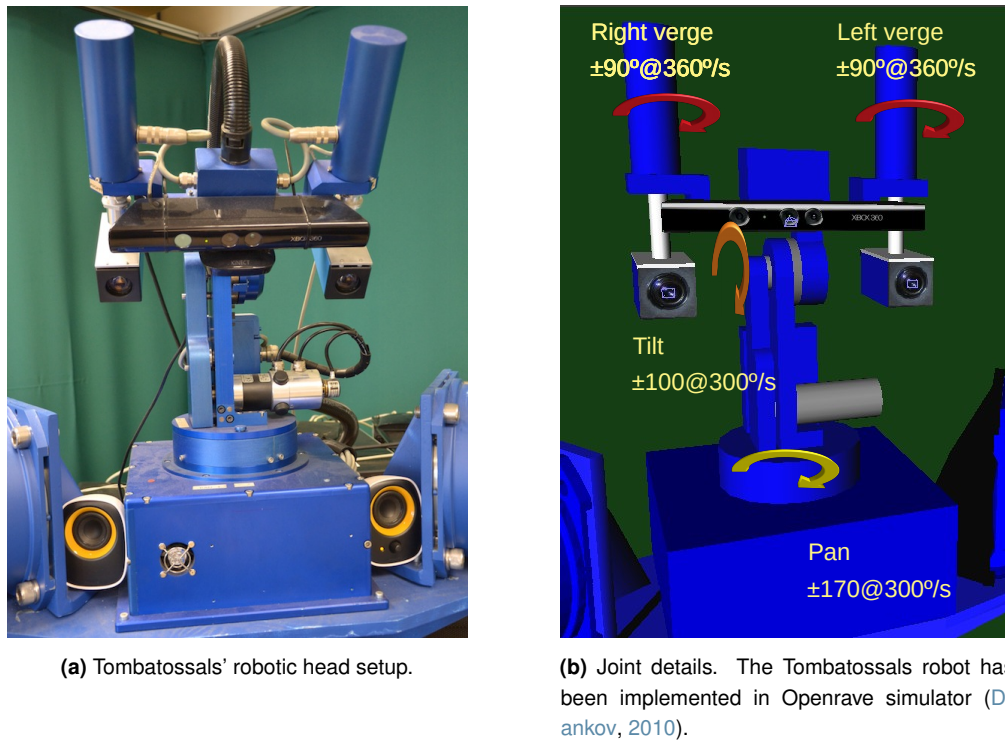 XBOX 360
Right verge
±90º@360º/s
Left verge
±90º@360º/s
XBOX 360
Tilt
±100@300º/s
Pan
±170@300º/s
(a) Tombatossals’ robotic head setup.
(b) Joint details. The Tombatossals robot has
been implemented in Openrave simulator (D
ankov, 2010).